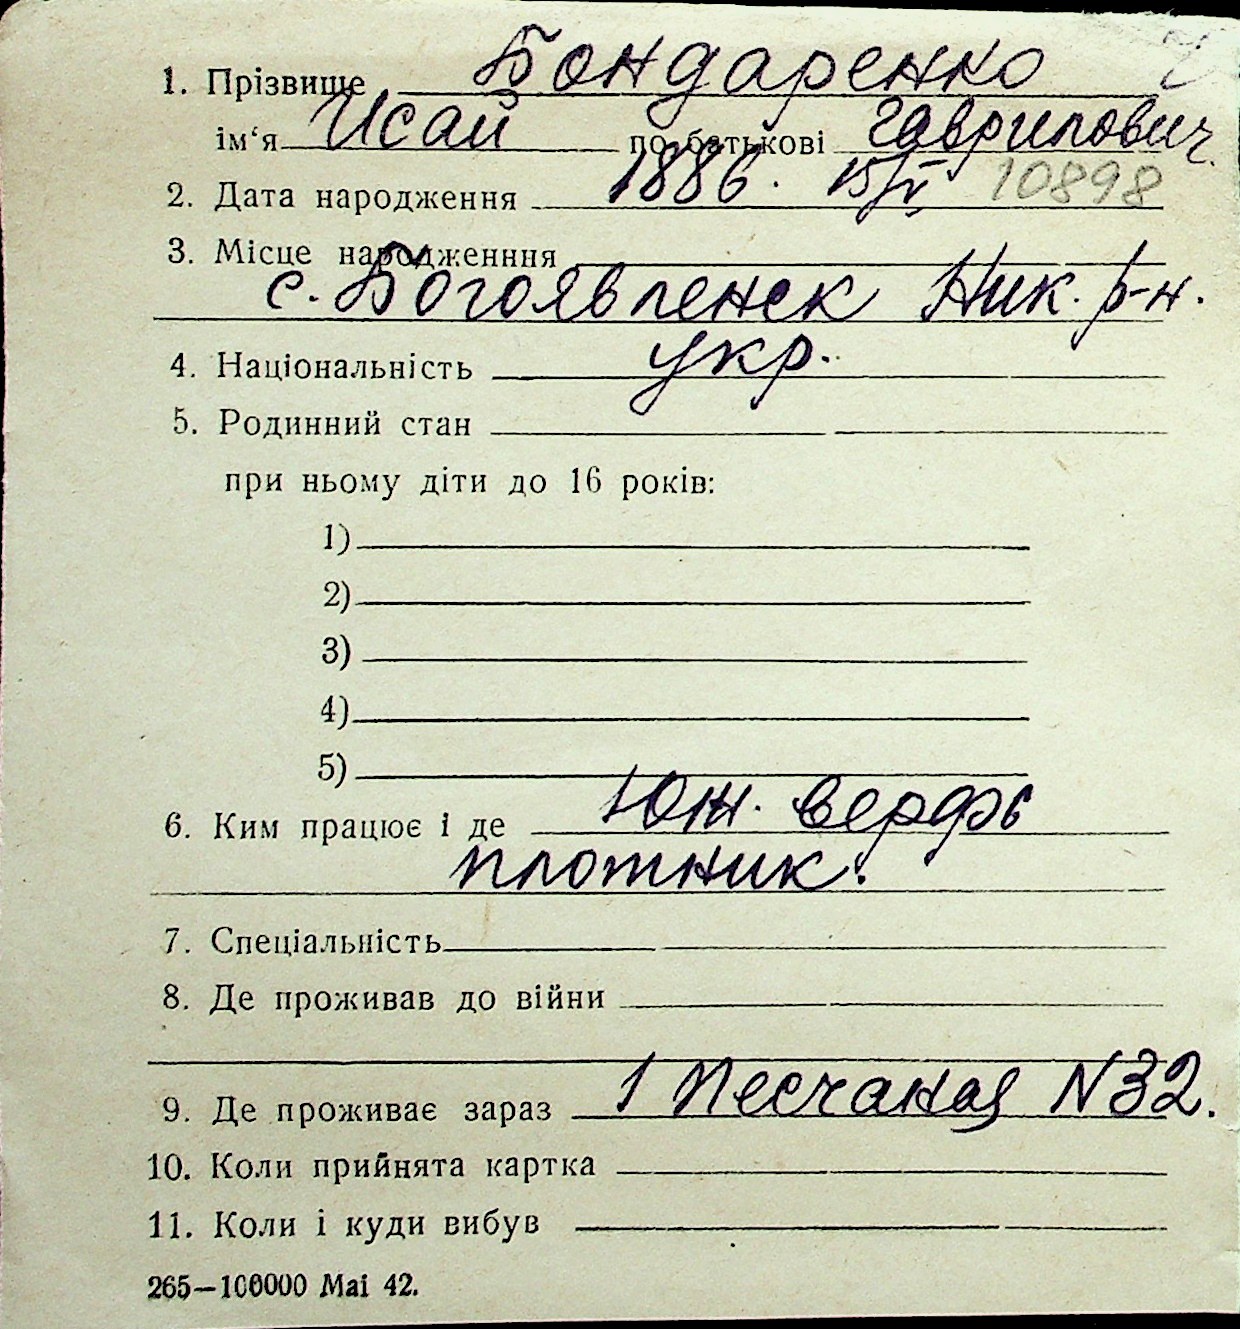 1. Прізвище Бондаренко
ім‘я Исай по батькові Гаврилович.
2. Дата народження 1886. 15/V 10898
3. Місце народженння
с. Богоявленск Ник. р-н.
4. Національність укр.
5. Родинний стан
при ньому діти до 16 років:
1)
2)
3)
4)
5)
6. Ким працює і де Юж. верфь
плотник.
7. Спеціальність
8. Де проживав до війни
9. Де проживає зараз 1 Песчаная N 32.
10. Коли прийнята картка
11. Коли і куди вибув
265—100000 Mai 42.